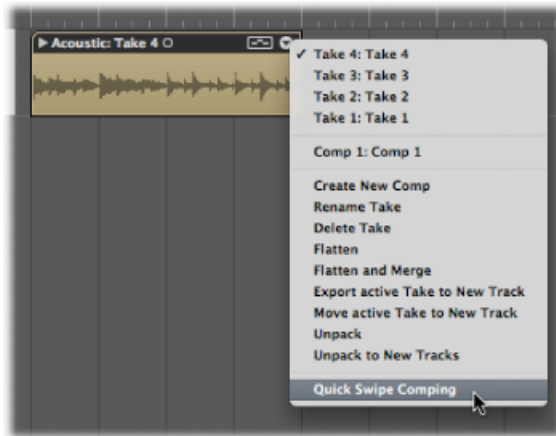 Acoustic: Take 4
✓ Take 4: Take 4
Take 3: Take 3
Take 2: Take 2
Take 1: Take 1
Comp 1: Comp 1
Create New Comp
Rename Take
Delete Take
Flatten
Flatten and Merge
Export active Take to New Track
Move active Take to New Track
Unpack
Unpack to New Tracks
Quick Swipe Comping